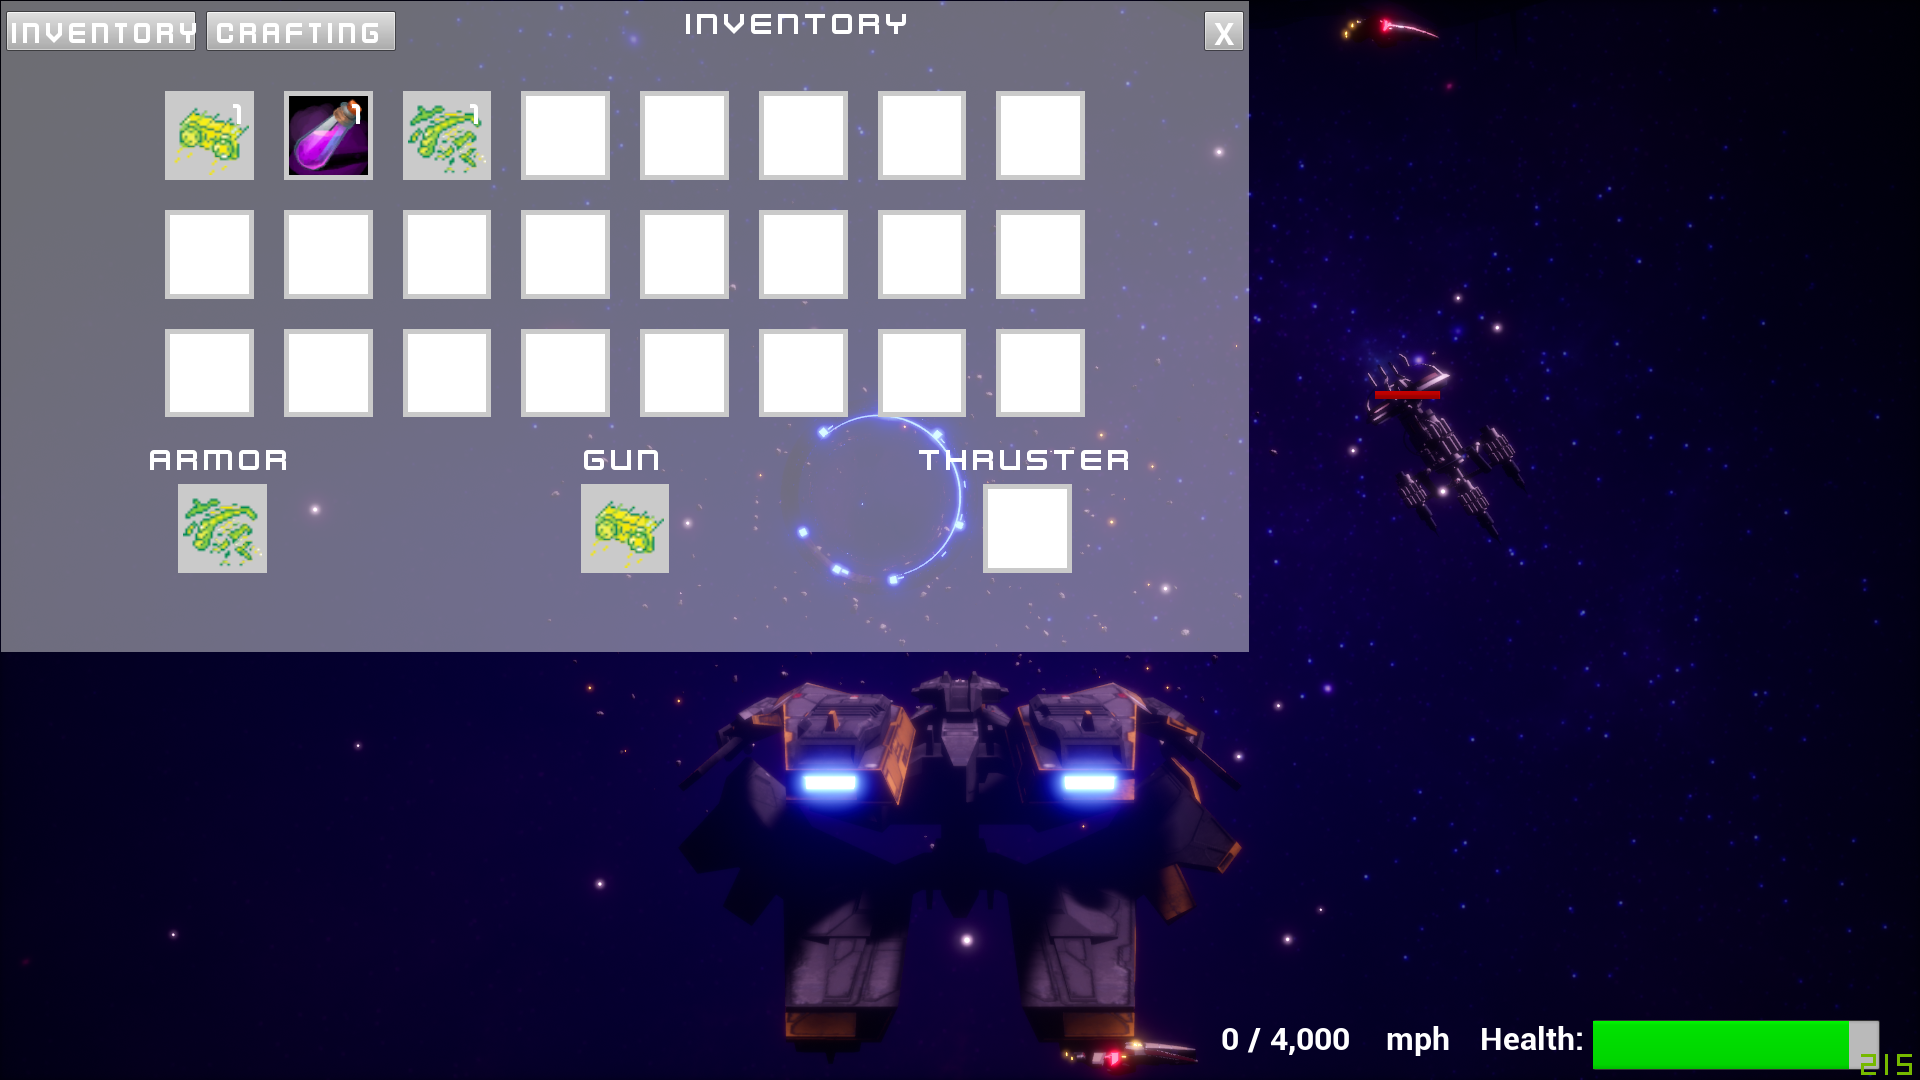 INVENTORY CRAFTING
INVENTORY
X
1 1 1
ARMOR GUN THRUSTER
0 / 4,000 mph Health:
215